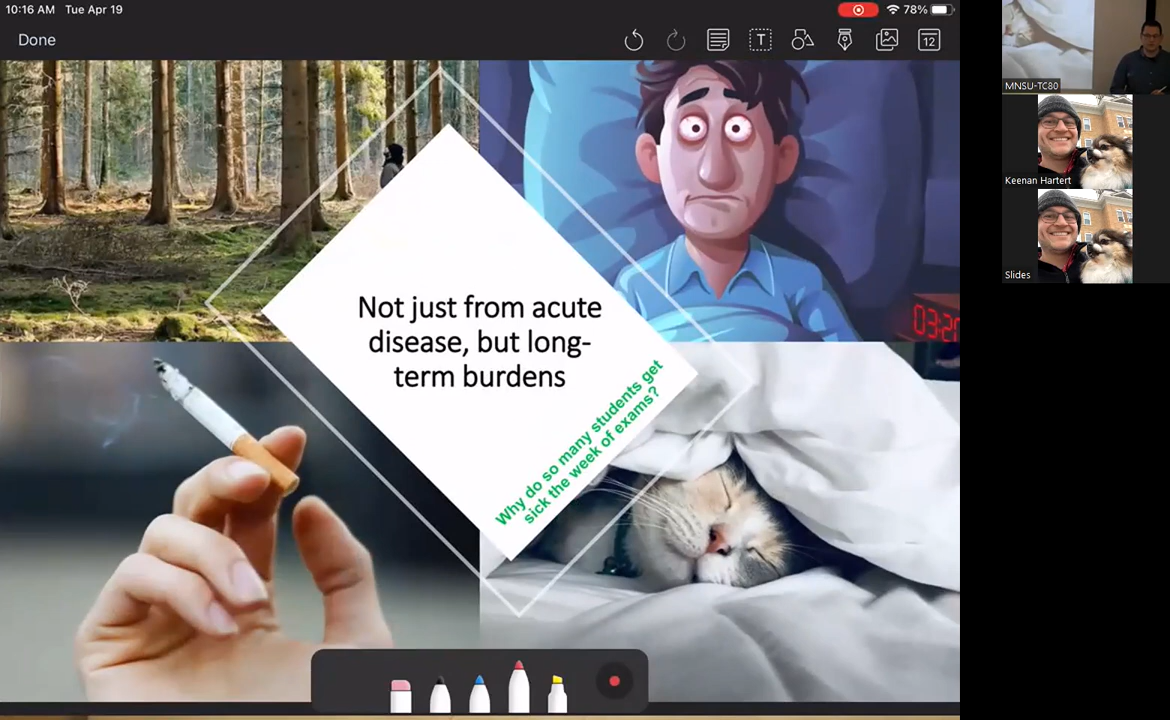 10:16 AM Tue Apr 19
78%
Done
T
12
Not just from acute
disease, but long-
term burdens
Why do so many students get
sick the week of exams?
MNSU-TC80
Keenan Hartert
Slides